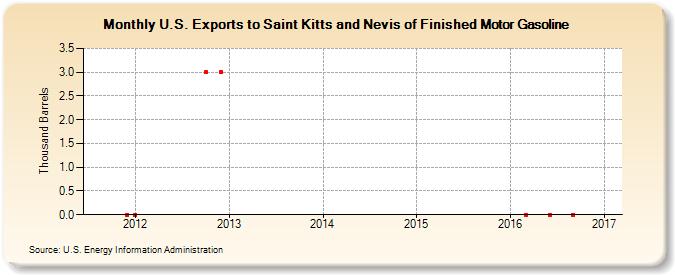 Monthly U.S. Exports to Saint Kitts and Nevis of Finished Motor Gasoline
Thousand Barrels
3.5
3.0
2.5
2.0
1.5
1.0
0.5
0.0
2012 2013 2014 2015 2016 2017
Source: U.S. Energy Information Administration